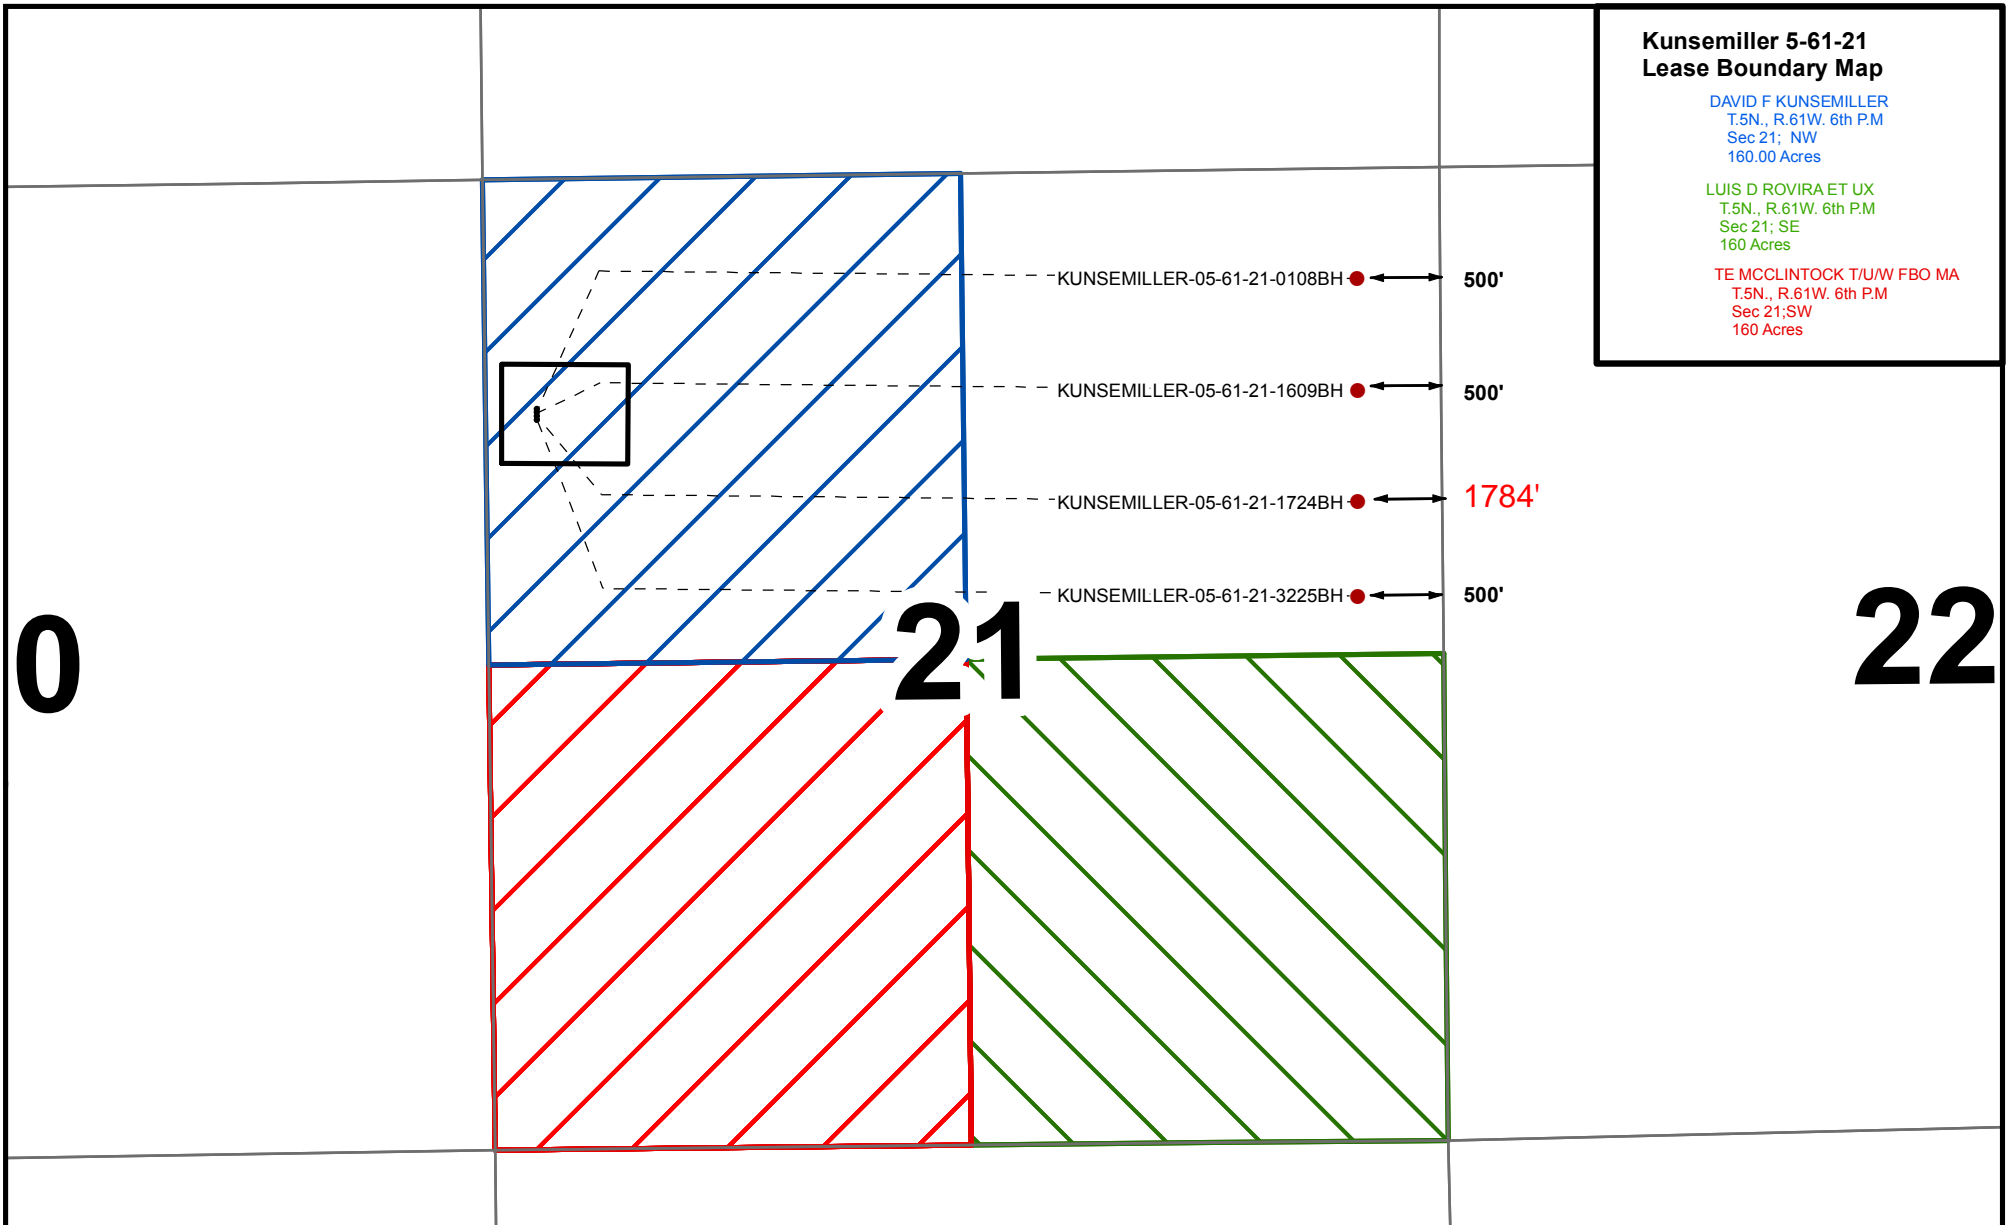 Kunsemiller 5-61-21
Lease Boundary Map
DAVID F KUNSEMILLER
T.5N., R.61W. 6th P.M
Sec 21; NW
160.00 Acres
LUIS D ROVIRA ET UX
T.5N., R.61W. 6th P.M
Sec 21; SE
160 Acres
TE MCCLINTOCK T/U/W FBO MA
T.5N., R.61W. 6th P.M
Sec 21;SW
160 Acres
KUNSEMILLER-05-61-21-0108BH 500'
KUNSEMILLER-05-61-21-1609BH 500'
KUNSEMILLER-05-61-21-1724BH 1784'
KUNSEMILLER-05-61-21-3225BH 500'
0 21 22